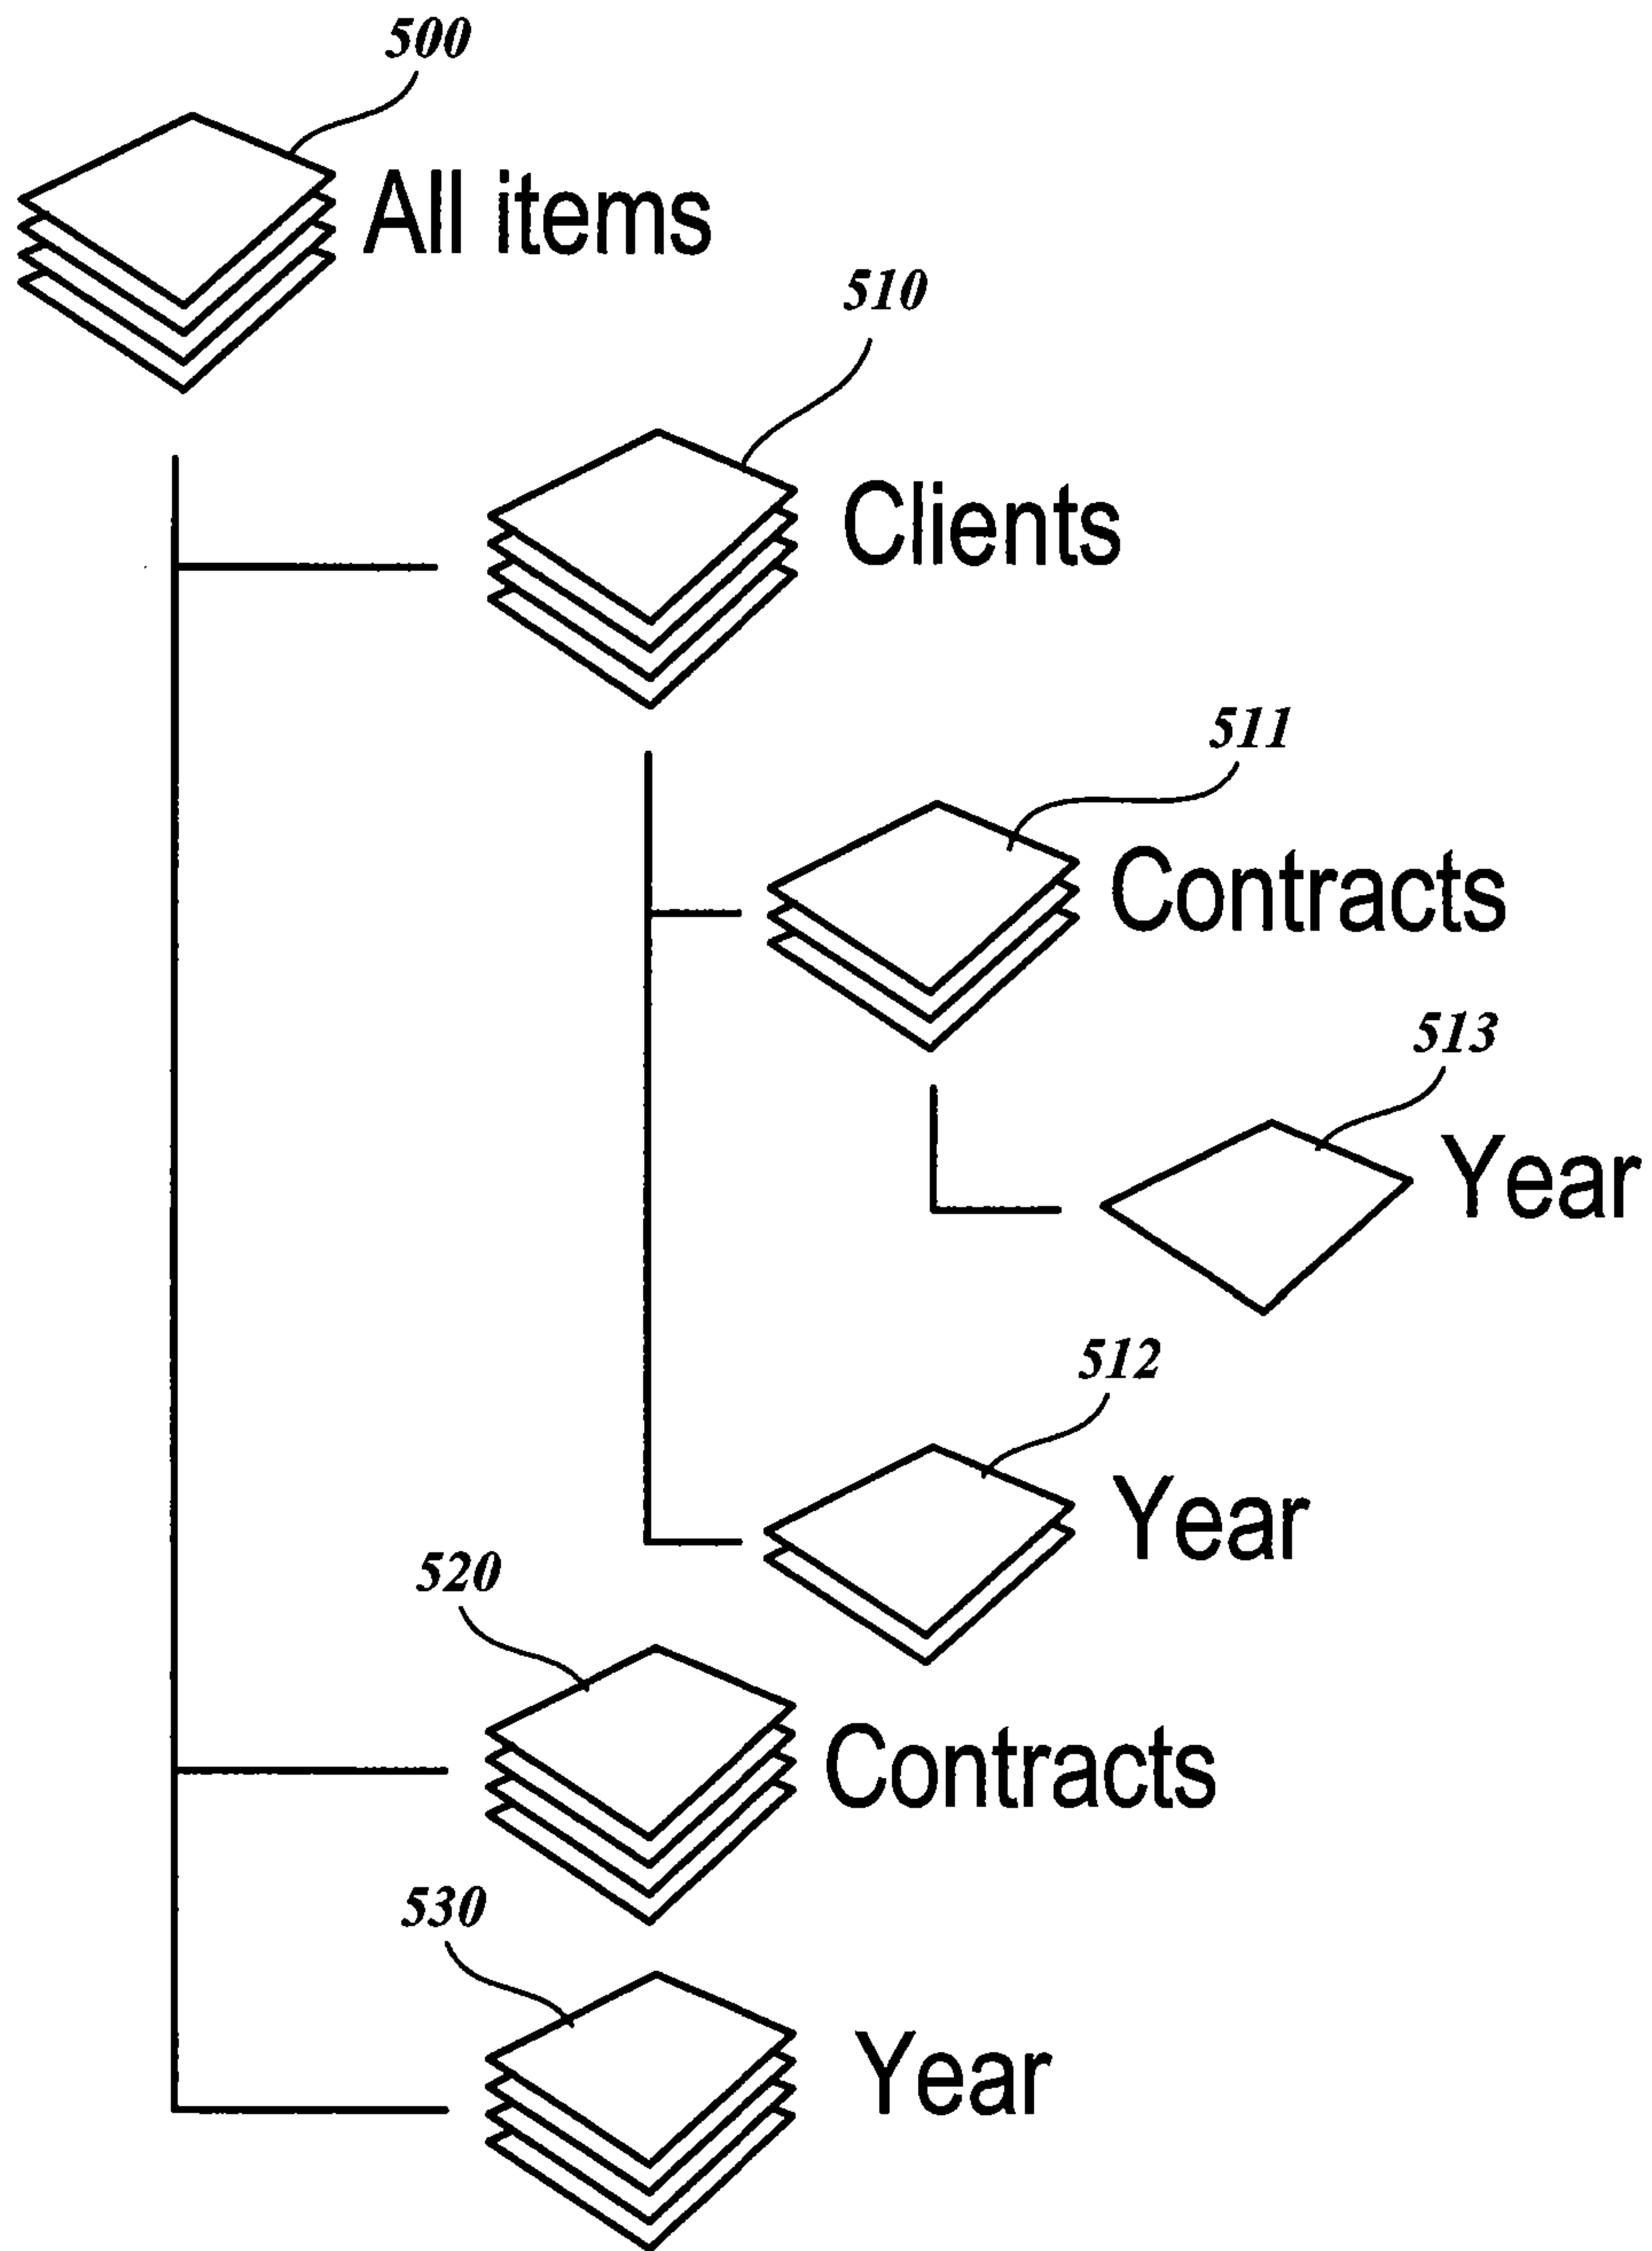 500
All items
510
Clients
511
Contracts
513
Year
512
Year
520
Contracts
530
Year